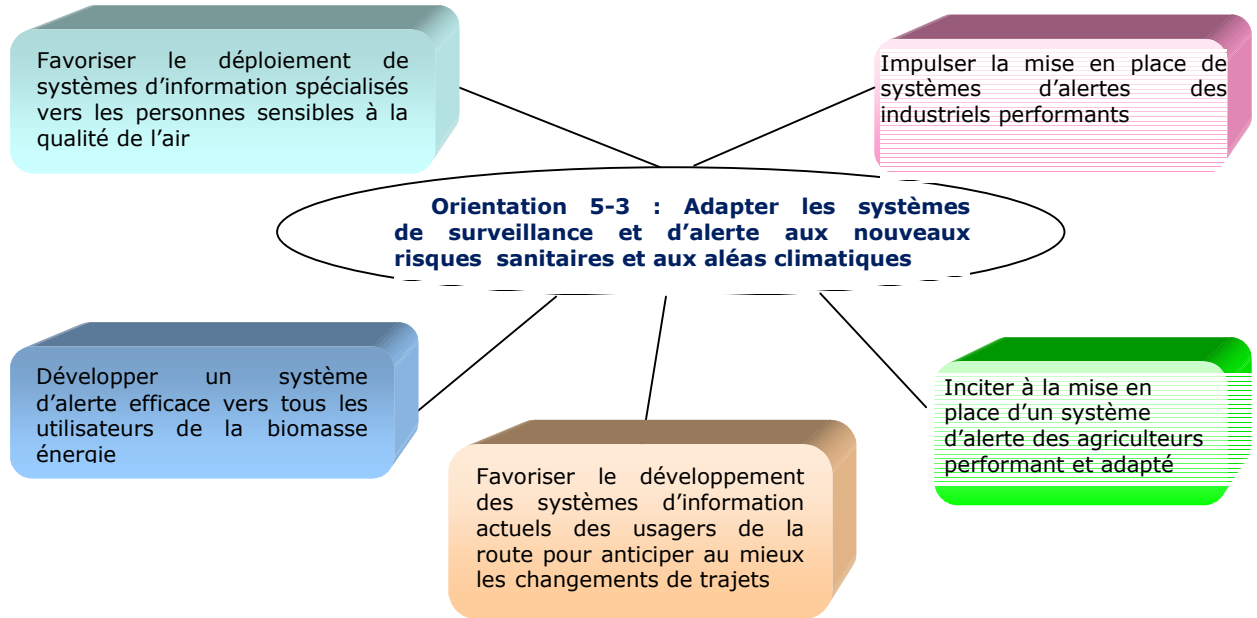 Favoriser le déploiement de
systèmes d'information spécialisés
vers les personnes sensibles à la
qualité de l'air
Impulser la mise en place de
systèmes d'alertes des
industriels performants
Orientation 5-3 : Adapter les systèmes
de surveillance et d'alerte aux nouveaux
risques sanitaires et aux aléas climatiques
Développer un système
d'alerte efficace vers tous les
utilisateurs de la biomasse
énergie
Favoriser le développement
des systèmes d'information
actuels des usagers de la
route pour anticiper au mieux
les changements de trajets
Inciter à la mise en
place d'un système
d'alerte des agriculteurs
performant et adapté